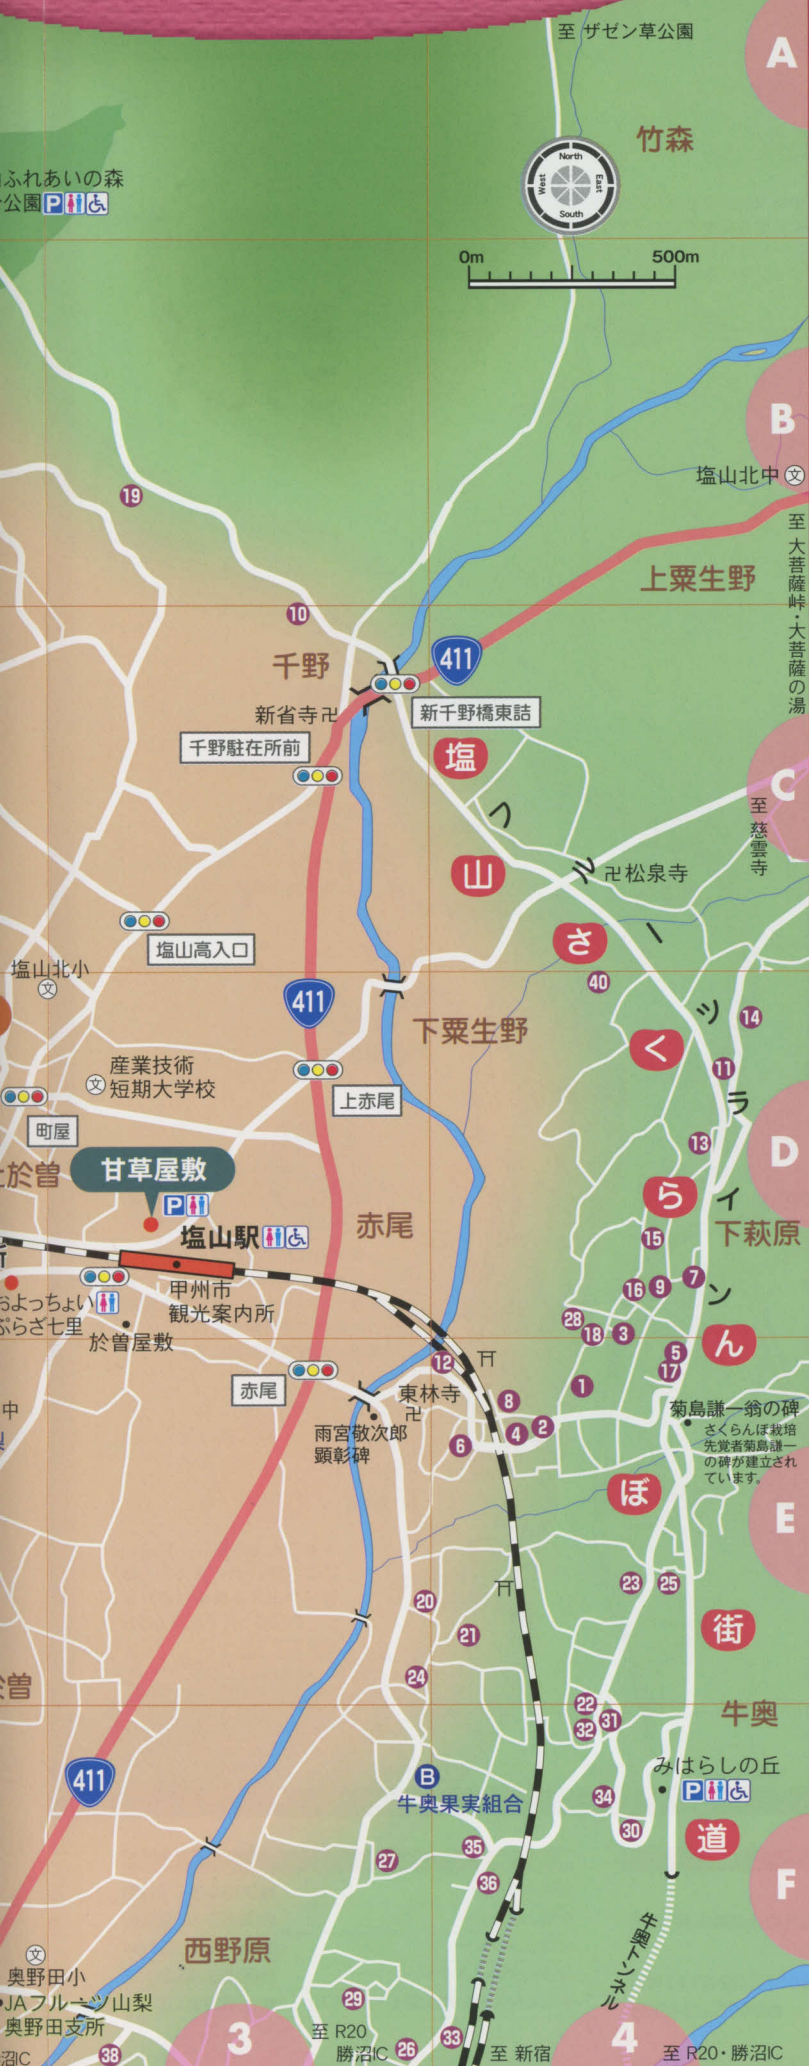 至 ザゼン草公園
A
竹森
North
West
East
South
ふれあいの森
公園 P
0m 500m
B
塩山北中 文
19
至 大菩薩峠・大菩薩の湯
上粟生野
10
千野
411
新省寺卍
新千野橋東詰
千野駐在所前
塩
フ
C
至 慈雲寺
山
ル
卍松泉寺
さ
ー
塩山高入口
塩山北小
文
40
411
ツ
14
下粟生野
く
産業技術
文 短期大学校
11
上赤尾
ラ
町屋
13
D
於曽
甘草屋敷
P
ら
イ
赤尾
下萩原
塩山駅
15
甲州市
観光案内所
およっちょい
ぷらざ七里
於曽屋敷
16
9
7
ン
28
18
3
ん
5
12
17
赤尾
東林寺
卍
1
8
菊島謙一翁の碑
さくらんぼ栽培
先覚者菊島謙一
の碑が建立され
ています。
中
雨宮敬次郎
顕彰碑
2
4
6
ぼ
E
23
25
20
21
街
24
曽
22
31
32
牛奥
みはらしの丘
P
411
B
牛奥果実組合
34
30
道
35
27
36
F
牛奥トンネル
西野原
文
奥野田小
JAフルーツ山梨
奥野田支所
29
3
至 R20
勝沼IC
26
33
4
沼IC
38
至 新宿
至 R20・勝沼IC